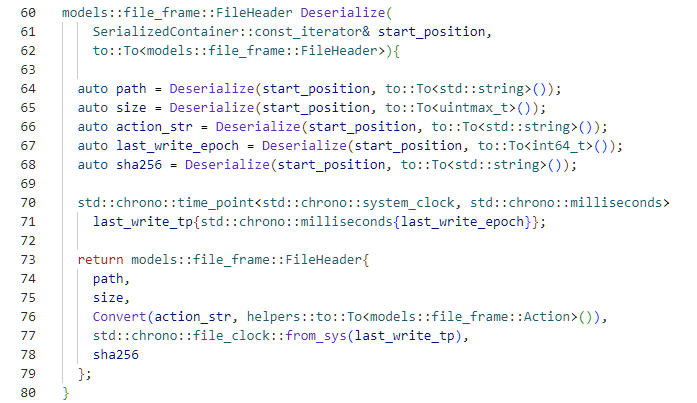 60 models::file_frame::FileHeader Deserialize(
61     SerializedContainer::const_iterator& start_position,
62     to::To<models::file_frame::FileHeader>){
63
64   auto path = Deserialize(start_position, to::To<std::string>());
65   auto size = Deserialize(start_position, to::To<uintmax_t>());
66   auto action_str = Deserialize(start_position, to::To<std::string>());
67   auto last_write_epoch = Deserialize(start_position, to::To<int64_t>());
68   auto sha256 = Deserialize(start_position, to::To<std::string>());
69
70   std::chrono::time_point<std::chrono::system_clock, std::chrono::milliseconds>
71     last_write_tp{std::chrono::milliseconds{last_write_epoch}};
72
73   return models::file_frame::FileHeader{
74     path,
75     size,
76     Convert(action_str, helpers::to::To<models::file_frame::Action>()),
77     std::chrono::file_clock::from_sys(last_write_tp),
78     sha256
79   };
80 }